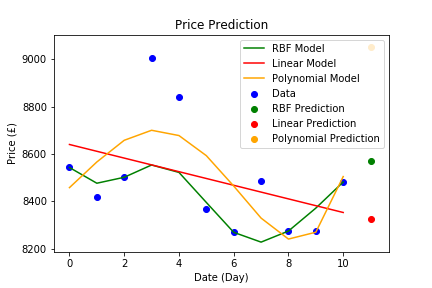 Price Prediction
RBF Model
Linear Model
Polynomial Model
Data
RBF Prediction
Linear Prediction
Polynomial Prediction
Price (£)
9000
8800
8600
8400
8200
0 2 4 6 8 10
Date (Day)